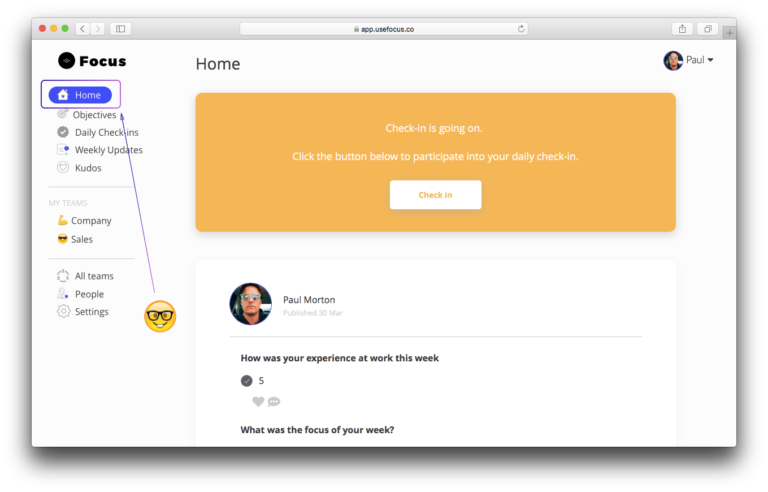 app.usefocus.co
Focus
Home
Paul
Home
Objectives
Daily Check-ins
Weekly Updates
Kudos
MY TEAMS
Company
Sales
All teams
People
Settings
Check-in is going on.
Click the button below to participate into your daily check-in.
Check in
Paul Morton
Published 30 Mar
How was your experience at work this week
5
What was the focus of your week?